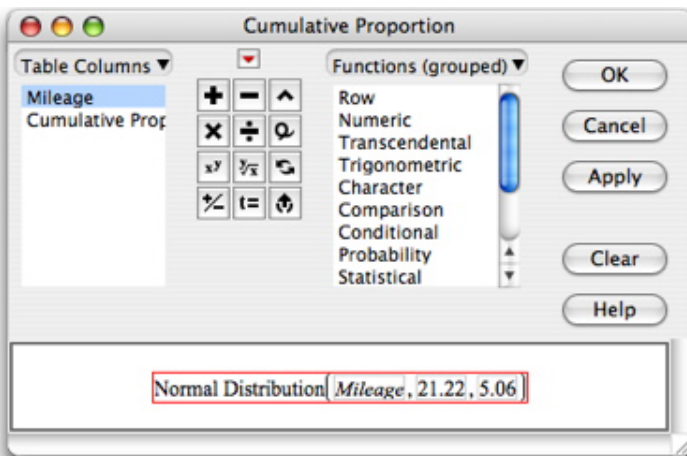 Cumulative Proportion
Table Columns ▼
Mileage
Cumulative Prop
Functions (grouped) ▼
Row
Numeric
Transcendental
Trigonometric
Character
Comparison
Conditional
Probability
Statistical
OK
Cancel
Apply
Clear
Help
Normal Distribution( Mileage , 21.22 , 5.06 )